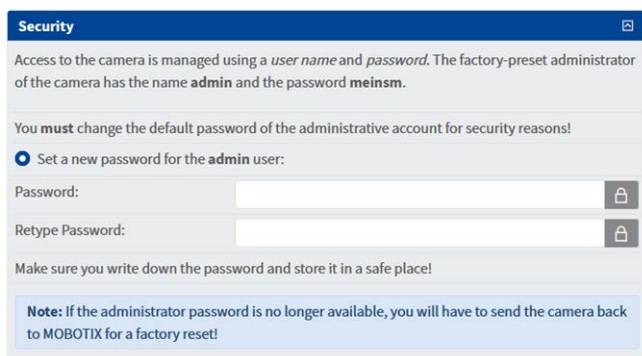 Security
Access to the camera is managed using a user name and password. The factory-preset administrator
of the camera has the name admin and the password meinsm.
You must change the default password of the administrative account for security reasons!
Set a new password for the admin user:
Password:
Retype Password:
Make sure you write down the password and store it in a safe place!
Note: If the administrator password is no longer available, you will have to send the camera back
to MOBOTIX for a factory reset!